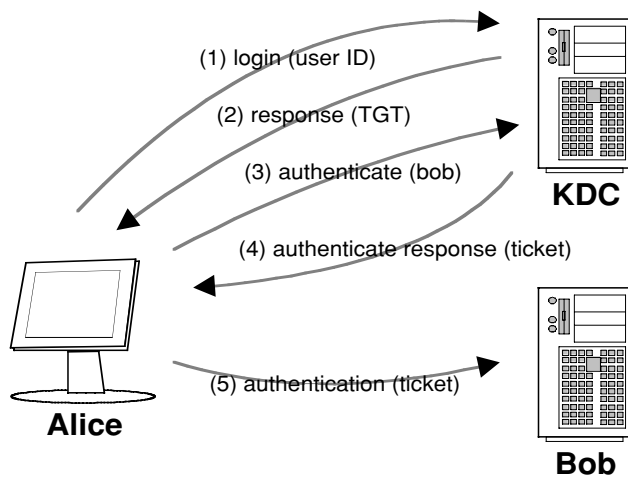 (1) login (user ID)
(2) response (TGT)
(3) authenticate (bob)
KDC
(4) authenticate response (ticket)
(5) authentication (ticket)
Alice
Bob